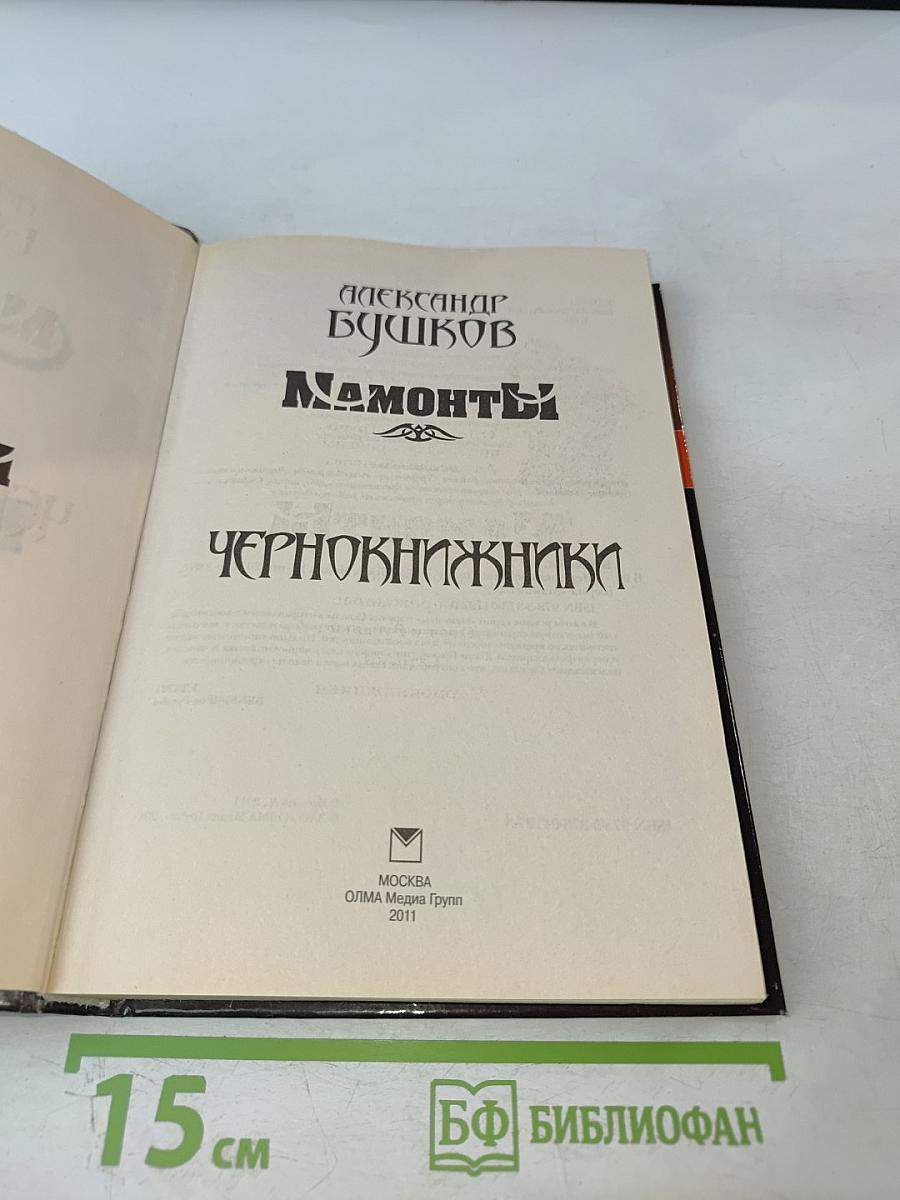 АЛЕКСАНДР
БУШКОВ
МАМОНТЫ
ЧЕРНОКНИЖНИКИ
МОСКВА
ОЛМА Медиа Групп
2011
15 см
БФ БИБЛИОФАН